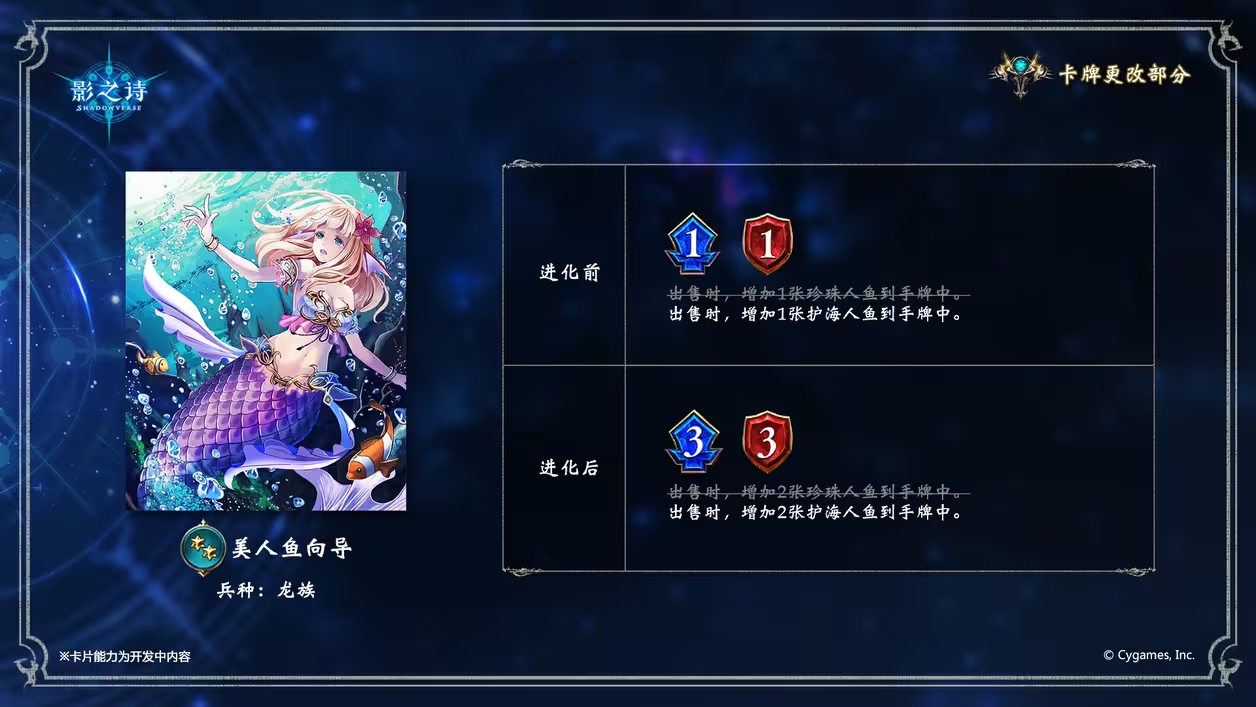 影之诗
SHADOWVERSE
卡牌更改部分
进化前
1
1
出售时，增加1张珍珠人鱼到手牌中。
出售时，增加1张护海人鱼到手牌中。
进化后
3
3
出售时，增加2张珍珠人鱼到手牌中。
出售时，增加2张护海人鱼到手牌中。
美人鱼向导
兵种：龙族
※卡片能力为开发中内容
© Cygames, Inc.